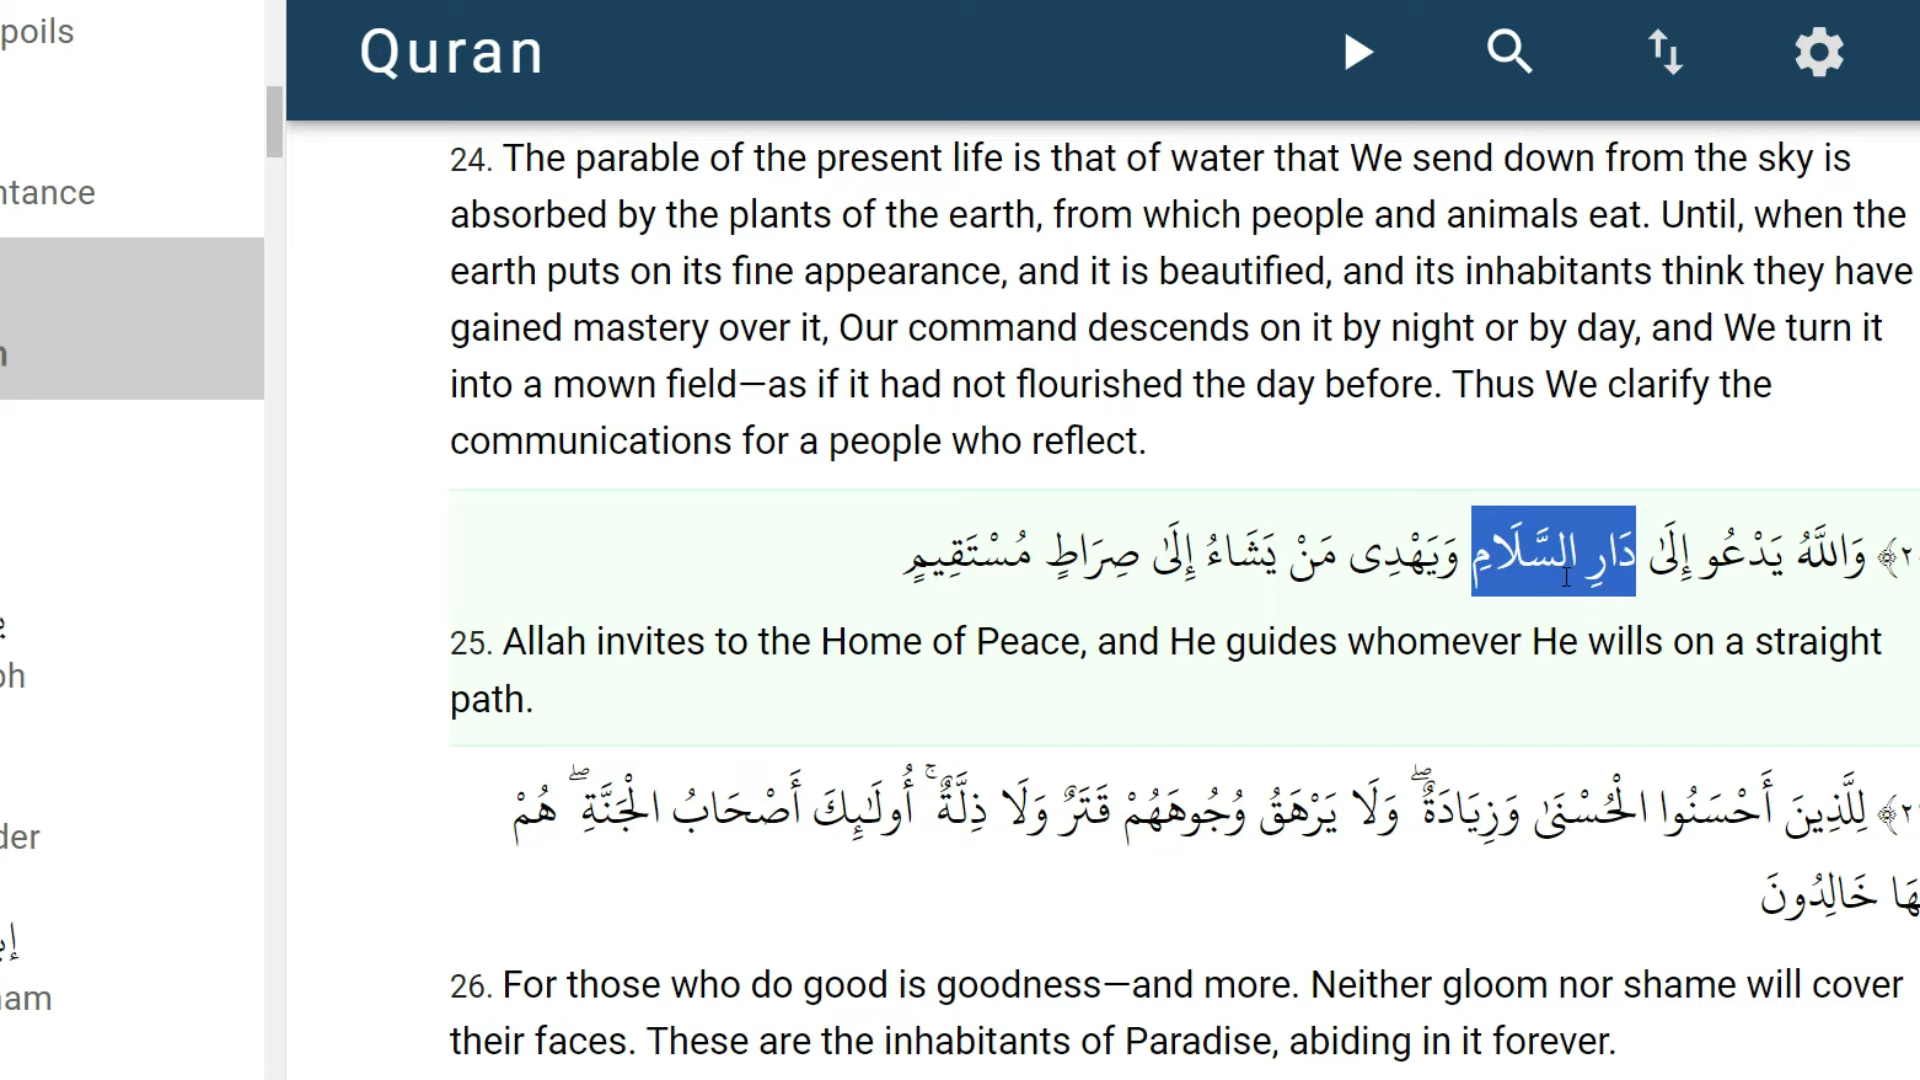 Quran
24. The parable of the present life is that of water that We send down from the sky is
absorbed by the plants of the earth, from which people and animals eat. Until, when the
earth puts on its fine appearance, and it is beautified, and its inhabitants think they have
gained mastery over it, Our command descends on it by night or by day, and We turn it
into a mown field—as if it had not flourished the day before. Thus We clarify the
communications for a people who reflect.
وَاللَّهُ يَدْعُو إِلَىٰ دَارِ السَّلَامِ وَيَهْدِى مَنْ يَشَاءُ إِلَىٰ صِرَاطٍ مُسْتَقِيمٍ
25. Allah invites to the Home of Peace, and He guides whomever He wills on a straight
path.
لِلَّذِينَ أَحْسَنُوا الْحُسْنَىٰ وَزِيَادَةٌ ۖ وَلَا يَرْهَقُ وُجُوهَهُمْ قَتَرٌ وَلَا ذِلَّةٌ ۚ أُولَـٰئِكَ أَصْحَابُ الْجَنَّةِ ۖ هُمْ
خَالِدُونَ
26. For those who do good is goodness—and more. Neither gloom nor shame will cover
their faces. These are the inhabitants of Paradise, abiding in it forever.